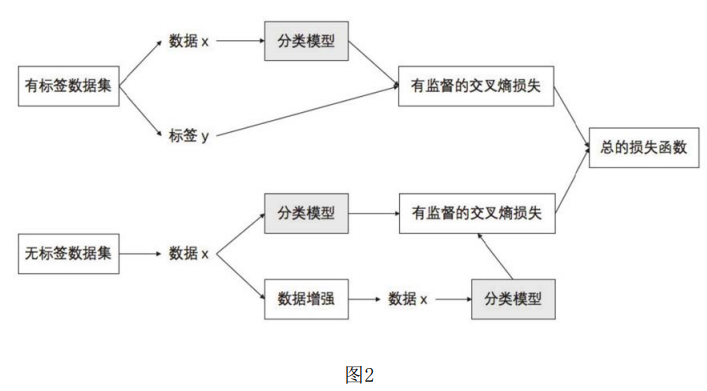 数据 x
分类模型
有标签数据集
有监督的交叉熵损失
标签 y
总的损失函数
分类模型
有监督的交叉熵损失
无标签数据集
数据 x
数据增强
数据 x
分类模型
图2